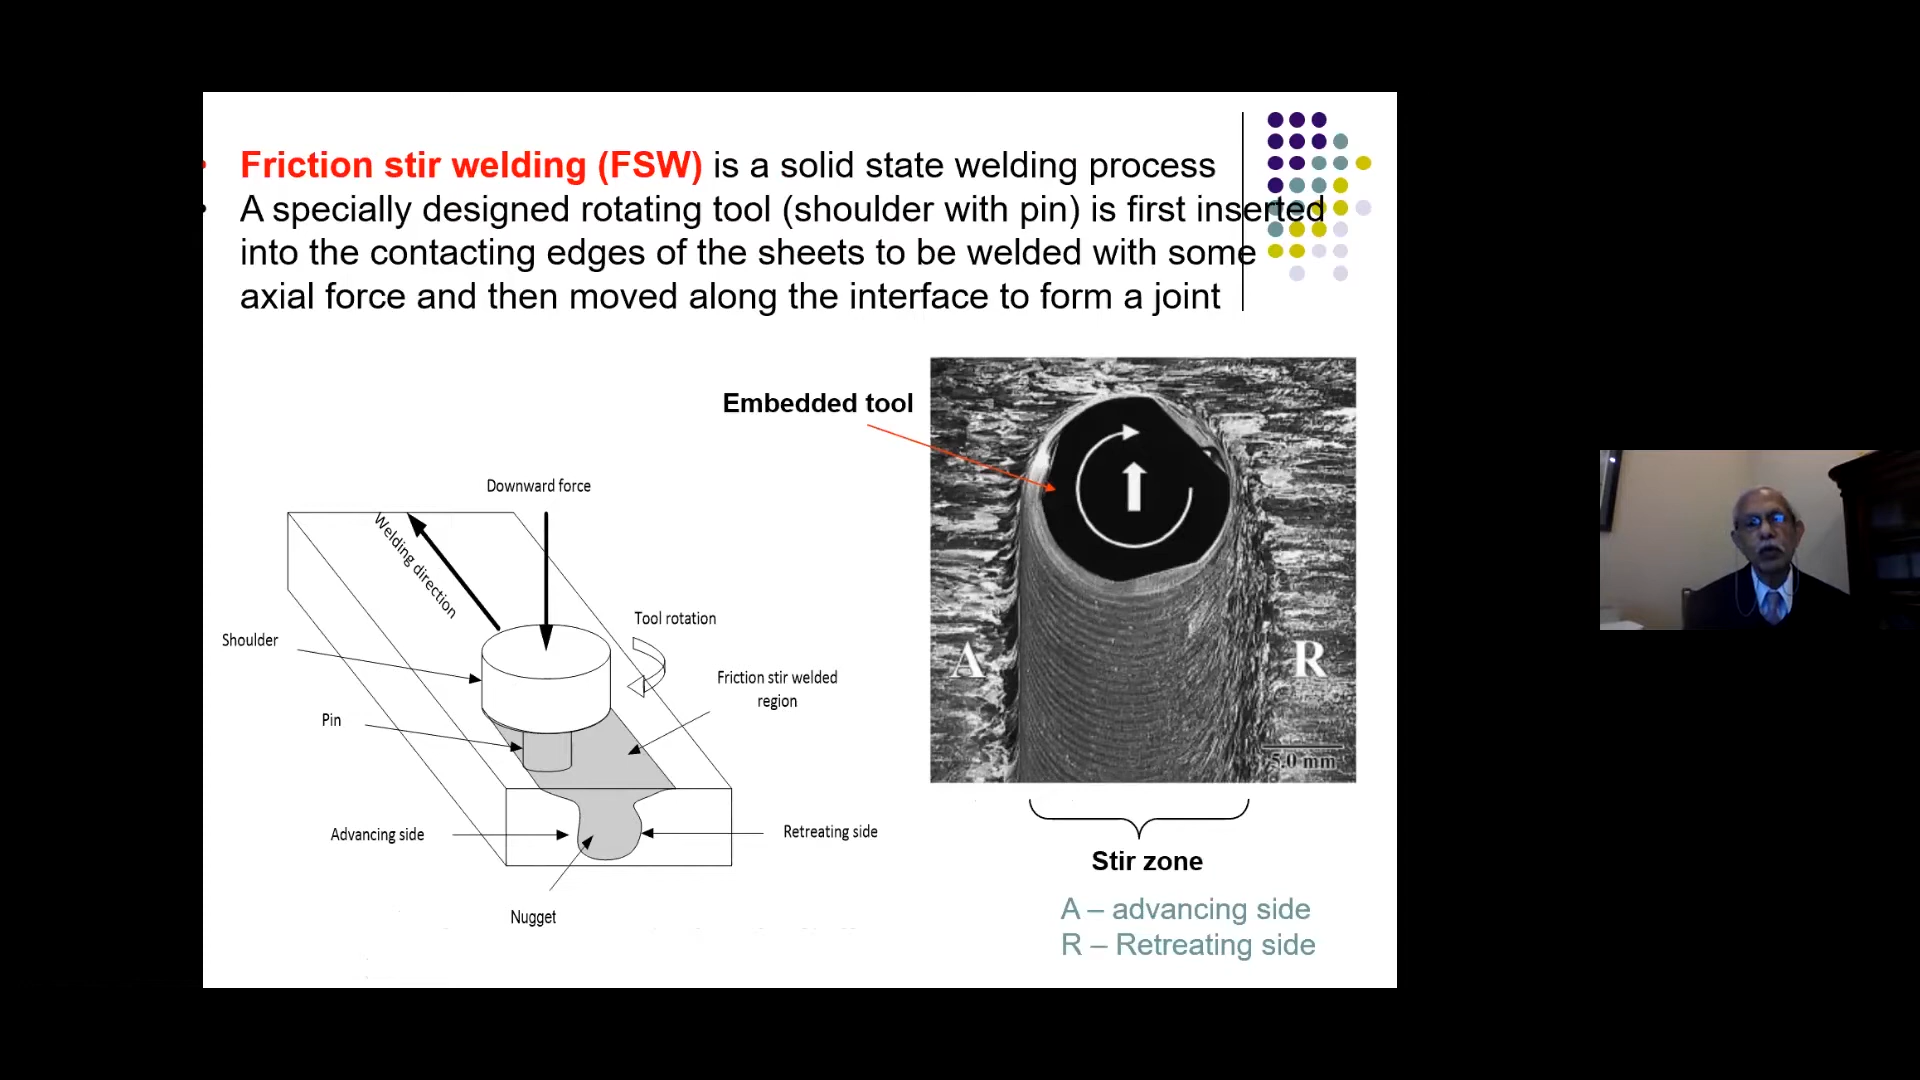 Friction stir welding (FSW) is a solid state welding process
A specially designed rotating tool (shoulder with pin) is first inserted
into the contacting edges of the sheets to be welded with some
axial force and then moved along the interface to form a joint
Embedded tool
Downward force
Welding direction
Tool rotation
Shoulder
Friction stir welded
region
Pin
Advancing side
Retreating side
Nugget
A
R
5.0 mm
Stir zone
A – advancing side
R – Retreating side